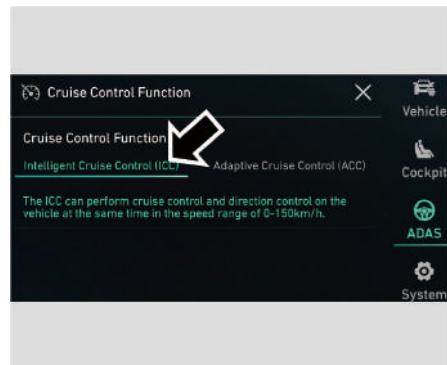 Cruise Control Function
Vehicle
Cruise Control Function
Intelligent Cruise Control (ICC)
Adaptive Cruise Control (ACC)
Cockpit
The ICC can perform cruise control and direction control on the
vehicle at the same time in the speed range of 0-150km/h.
ADAS
System